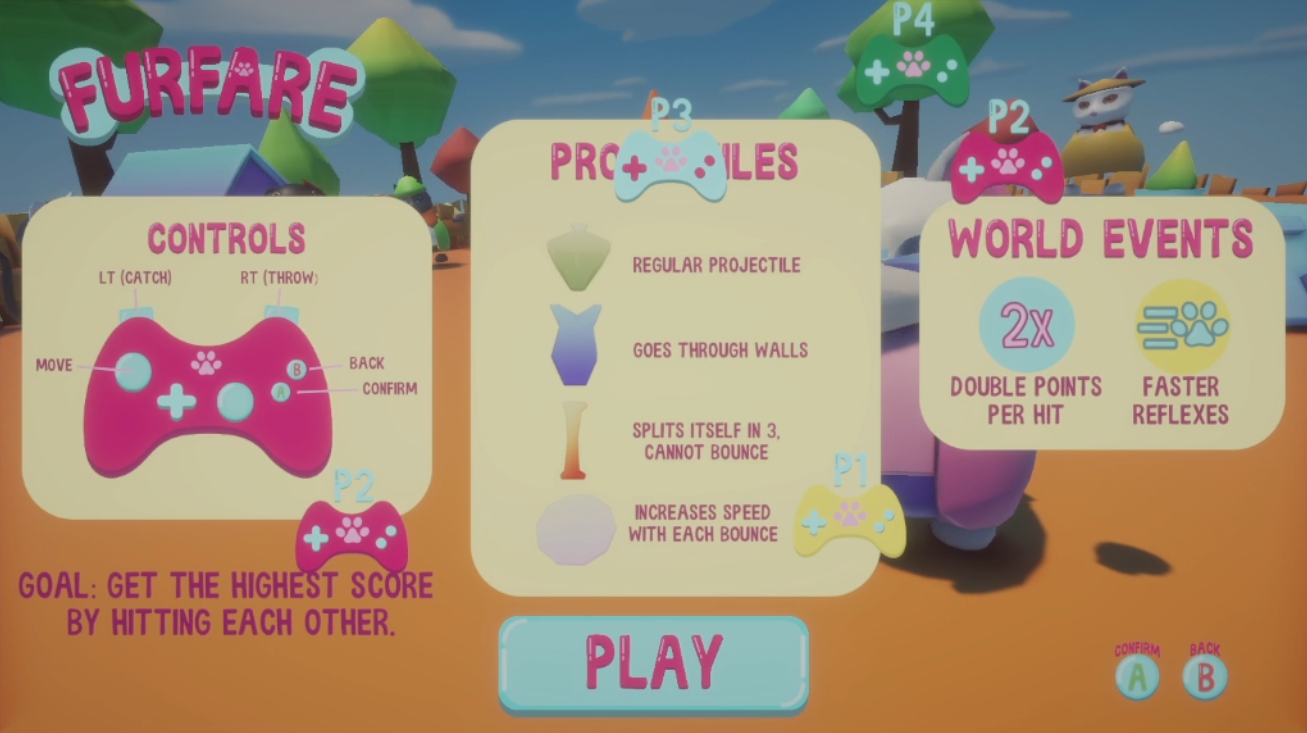 FURFARE
P4
P3
P2
CONTROLS
LT (CATCH)
RT (THROW)
MOVE
B
BACK
A
CONFIRM
P2
GOAL: GET THE HIGHEST SCORE
BY HITTING EACH OTHER.
REGULAR PROJECTILE
GOES THROUGH WALLS
SPLITS ITSELF IN 3,
CANNOT BOUNCE
INCREASES SPEED
WITH EACH BOUNCE
P1
PLAY
WORLD EVENTS
2X
DOUBLE POINTS
PER HIT
FASTER
REFLEXES
CONFIRM
A
BACK
B